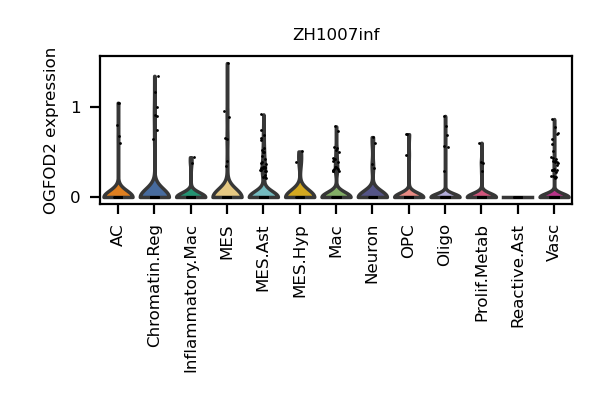 ZH1007inf
OGFOD2 expression
1
0
AC
Chromatin.Reg
Inflammatory.Mac
MES
MES.Ast
MES.Hyp
Mac
Neuron
OPC
Oligo
Prolif.Metab
Reactive.Ast
Vasc